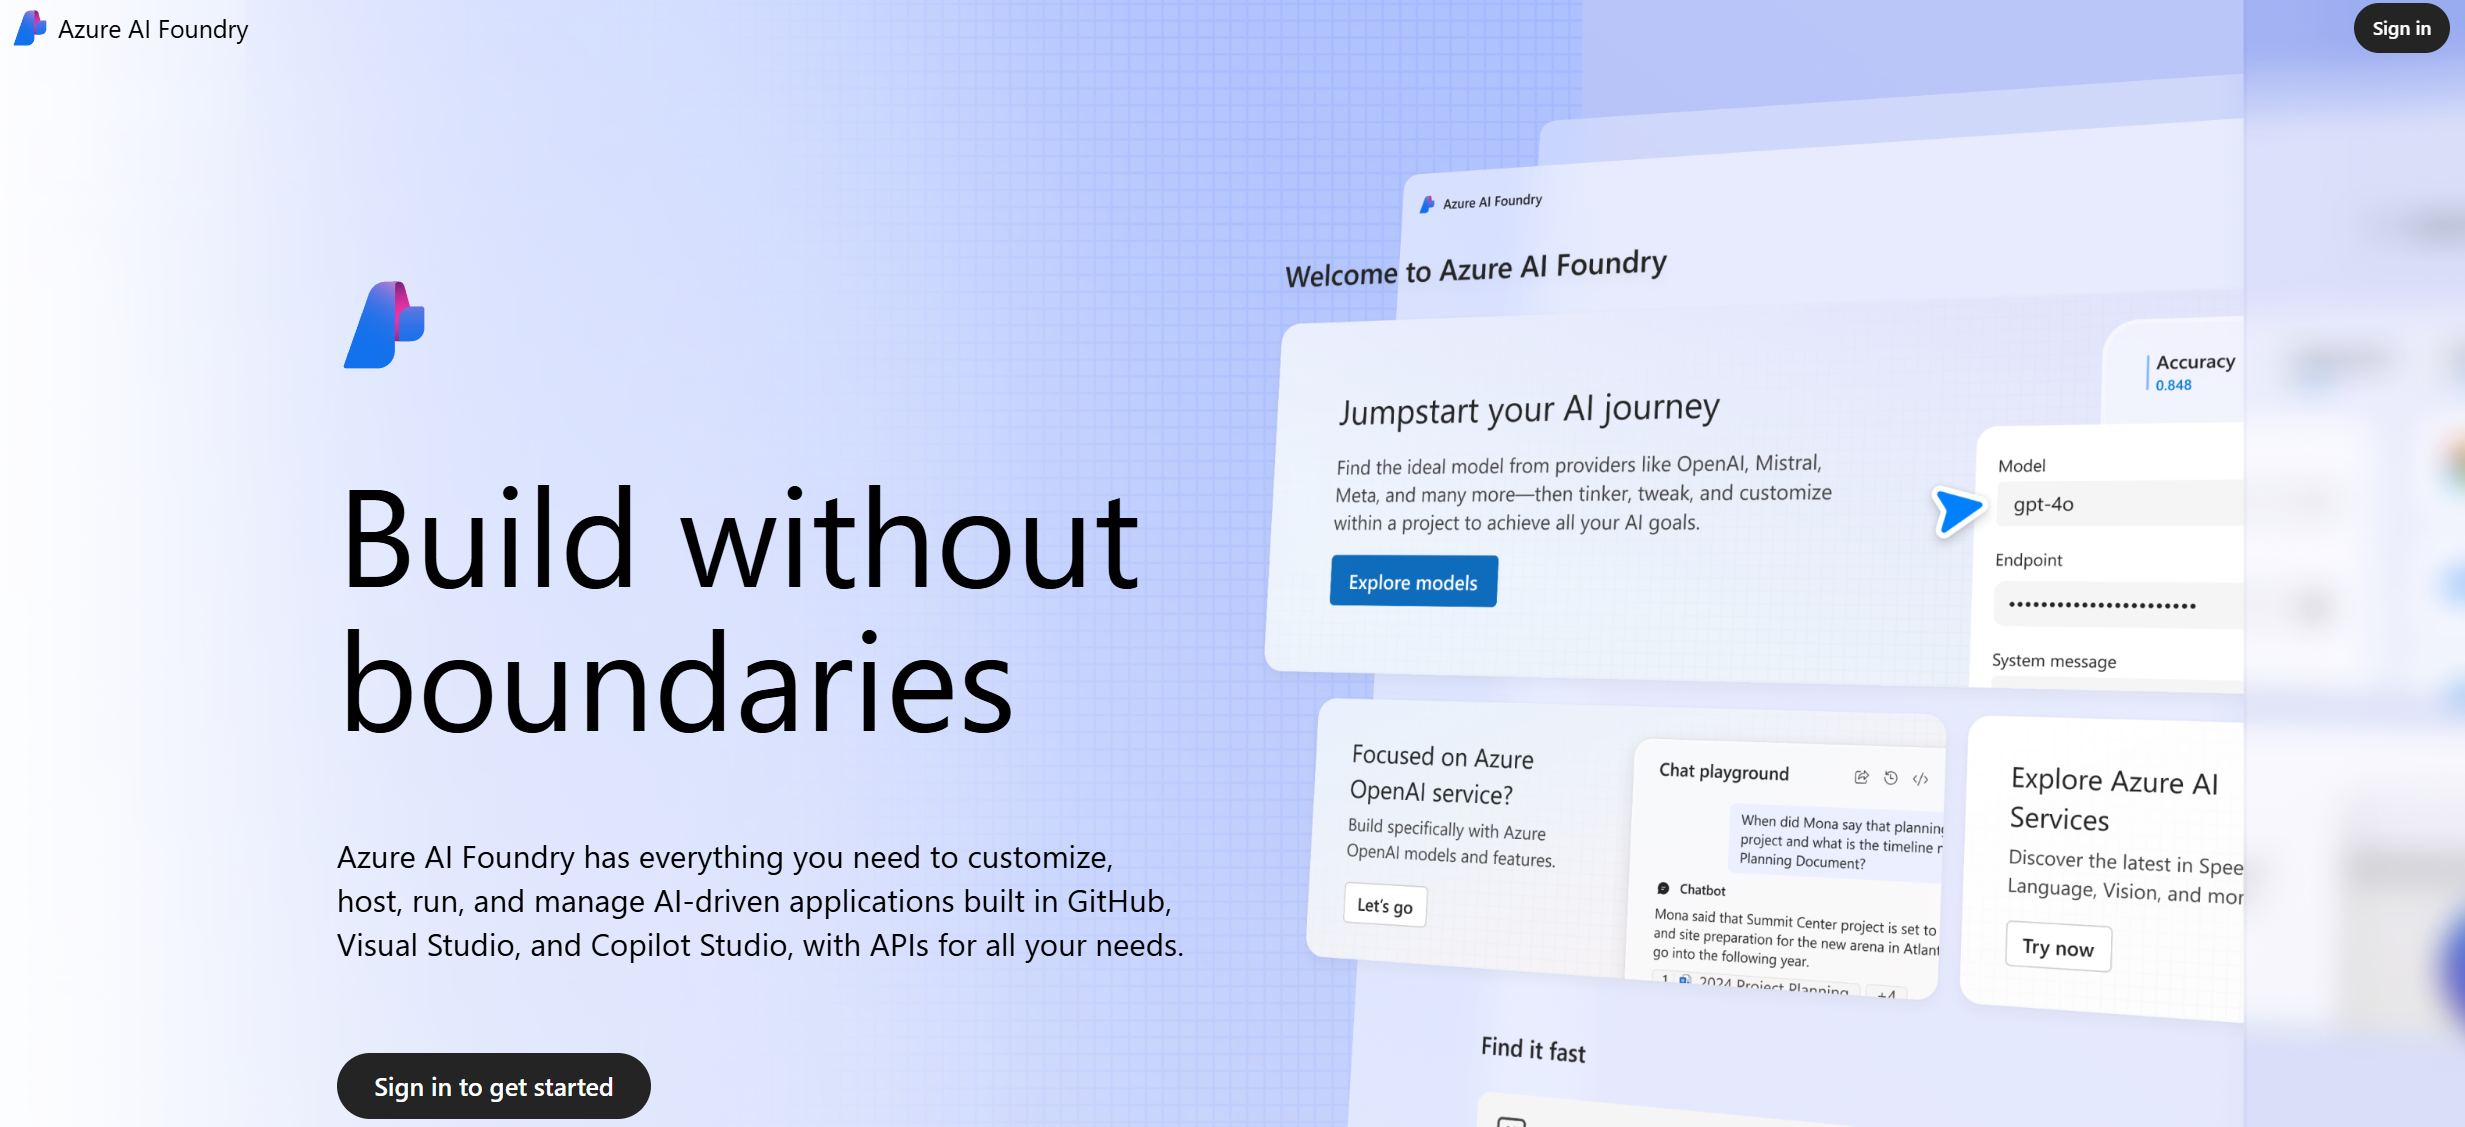 Azure AI Foundry
Sign in
Build without
boundaries
Azure AI Foundry has everything you need to customize,
host, run, and manage AI-driven applications built in GitHub,
Visual Studio, and Copilot Studio, with APIs for all your needs.
Sign in to get started
Azure AI Foundry
Welcome to Azure AI Foundry
Jumpstart your AI journey
Find the ideal model from providers like OpenAI, Mistral,
Meta, and many more—then tinker, tweak, and customize
within a project to achieve all your AI goals.
Explore models
Accuracy
0.848
Model
gpt-4o
Endpoint
System message
Focused on Azure
OpenAI service?
Build specifically with Azure
OpenAI models and features.
Let's go
Chat playground
When did Mona say that planning
project and what is the timeline
Planning Document?
Chatbot
Mona said that Summit Center project is set to
and site preparation for the new arena in Atlant
go into the following year.
1 2024 Project Planning +4
Explore Azure AI
Services
Discover the latest in Spee
Language, Vision, and mor
Try now
Find it fast